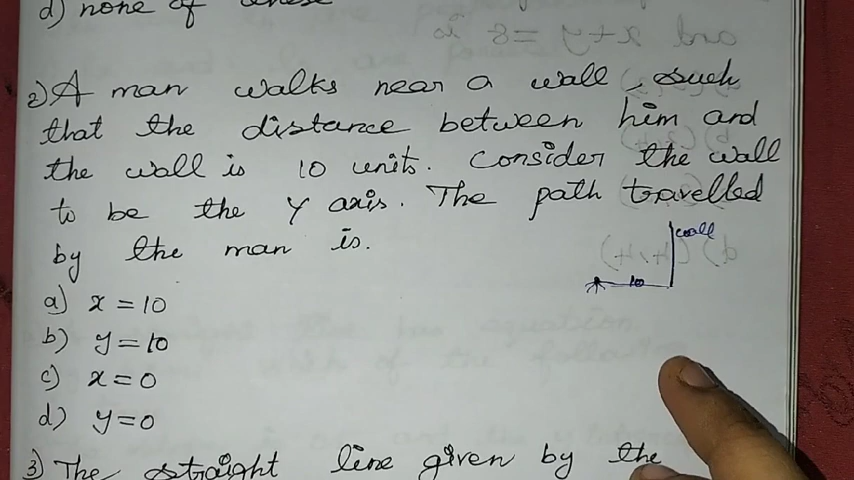 d) none of these
2) A man walks near a wall, such
that the distance between him and
the wall is 10 units. Consider the wall
to be the Y axis. The path travelled
by the man is.
wall
10
a) x = 10
b) y = 10
c) x = 0
d) y = 0
3) The straight line given by the